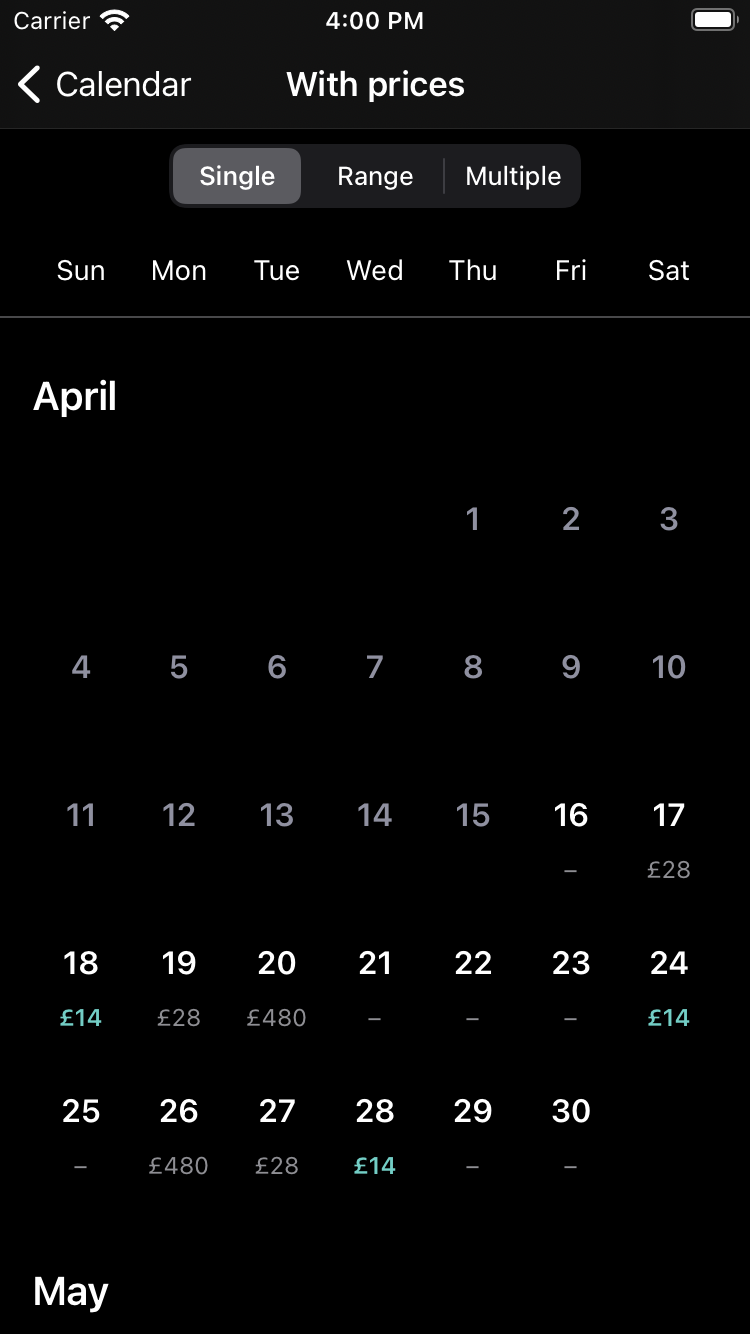 Carrier 4:00 PM
Calendar With prices
Single Range Multiple
Sun Mon Tue Wed Thu Fri Sat
April
1 2 3
4 5 6 7 8 9 10
11 12 13 14 15 16 17
– £28
18 19 20 21 22 23 24
£14 £28 £480 – – – £14
25 26 27 28 29 30
– £480 £28 £14 – –
May